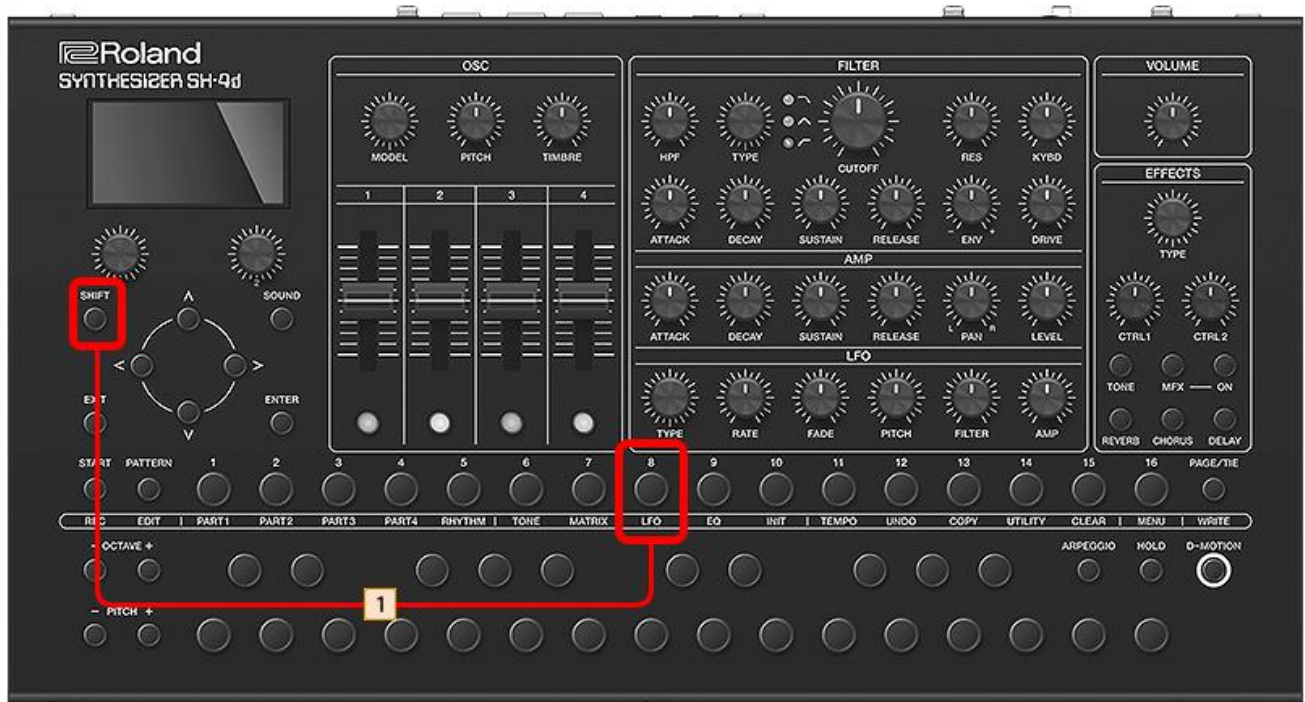 Roland
SYNTHESIZER SH-4d
OSC
FILTER
VOLUME
MODEL PITCH TIMBRE
HPF TYPE CUTOFF RES KYBD
EFFECTS
1 2 3 4
ATTACK DECAY SUSTAIN RELEASE - ENV + DRIVE
TYPE
AMP
2
SHIFT SOUND
ATTACK DECAY SUSTAIN RELEASE L PAN R LEVEL
CTRL1 CTRL2
LFO
TONE MFX ON
EXIT ENTER
TYPE RATE FADE PITCH FILTER AMP
REVERB CHORUS DELAY
START PATTERN 1 2 3 4 5 6 7 8 9 10 11 12 13 14 15 16 PAGE/TIE
REC EDIT | PART1 PART2 PART3 PART4 RHYTHM | TONE MATRIX LFO EQ INIT | TEMPO UNDO COPY UTILITY CLEAR | MENU | WRITE
- OCTAVE + ARPEGGIO HOLD D-MOTION
1
- PITCH +